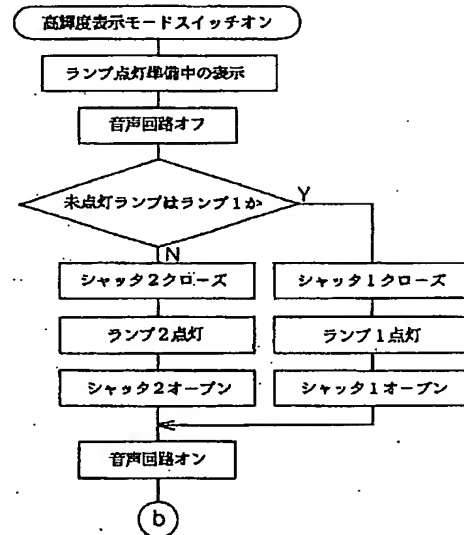 高輝度表示モードスイッチオン
ランプ点灯準備中の表示
音声回路オフ
未点灯ランプはランプ1か
Y
N
シャッタ2クローズ
シャッタ1クローズ
ランプ2点灯
ランプ1点灯
シャッタ2オープン
シャッタ1オープン
音声回路オン
b